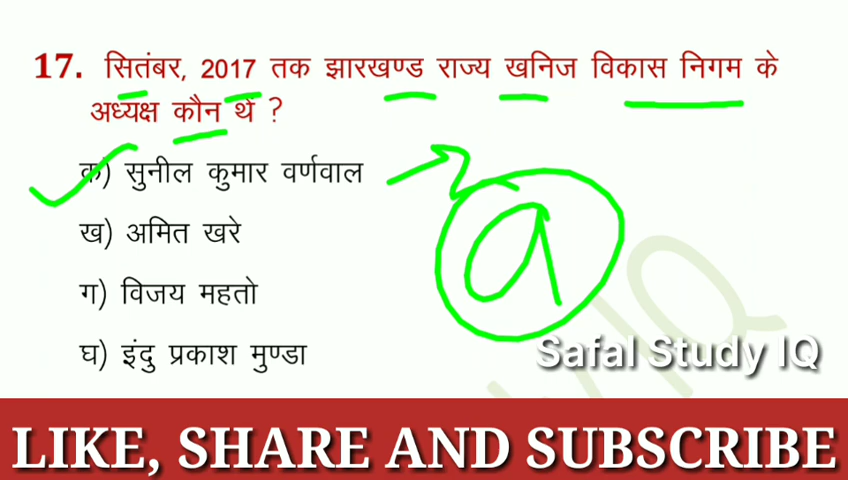 17. सितंबर, 2017 तक झारखण्ड राज्य खनिज विकास निगम के
अध्यक्ष कौन थे ?
क) सुनील कुमार वर्णवाल
a
ख) अमित खरे
ग) विजय महतो
घ) इंदु प्रकाश मुण्डा
Safal Study IQ
LIKE, SHARE AND SUBSCRIBE